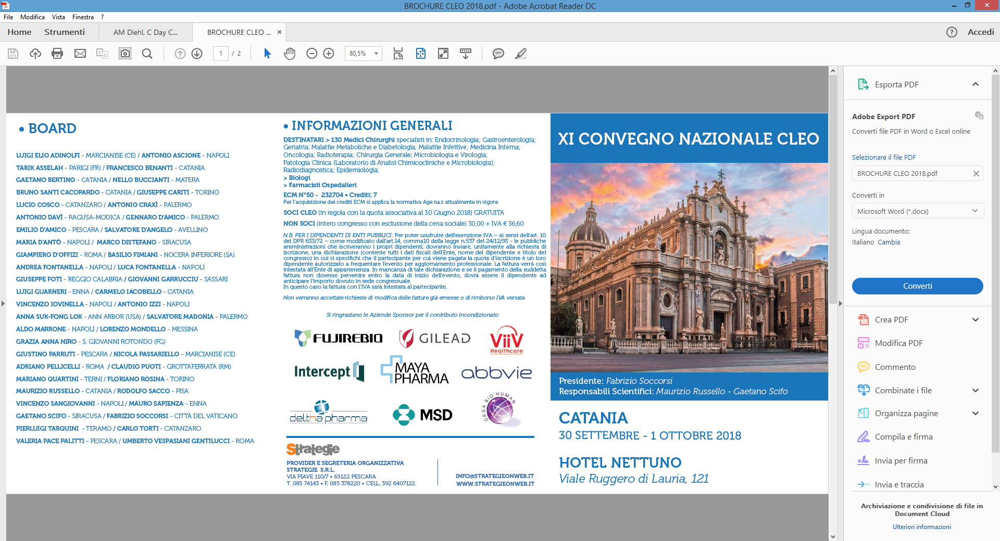 BROCHURE CLEO 2018.pdf - Adobe Acrobat Reader DC
File Modifica Vista Finestra ?
Home Strumenti AM Diehl, C Day C... BROCHURE CLEO ... × ? Accedi
1 / 2 80,5%
• BOARD
LUIGI ELIO ADINOLFI - MARCIANISE (CE) / ANTONIO ASCIONE - NAPOLI
TARIK ASSELAH - PARIGI (FR) / FRANCESCO BENANTI - CATANIA
GAETANO BERTINO - CATANIA / NELLO BUCCIANTI - MATERA
BRUNO SANTI CACOPARDO - CATANIA / GIUSEPPE CARITI - TORINO
LUCIO COSCO - CATANZARO / ANTONIO CRAXÌ - PALERMO
ANTONIO DAVÌ - RAGUSA-MODICA / GENNARO D'AMICO - PALERMO
EMILIO D'AMICO - PESCARA / SALVATORE D'ANGELO - AVELLINO
MARIA D'ANTÒ - NAPOLI / MARCO DISTEFANO - SIRACUSA
GIAMPIERO D'OFFIZI - ROMA / BASILIO FIMIANI - NOCERA INFERIORE (SA)
ANDREA FONTANELLA - NAPOLI / LUCA FONTANELLA - NAPOLI
GIUSEPPE FOTI - REGGIO CALABRIA / GIOVANNI GARRUCCIU - SASSARI
LUIGI GUARNERI - ENNA / CARMELO IACOBELLO - CATANIA
VINCENZO IOVINELLA - NAPOLI / ANTONIO IZZI - NAPOLI
ANNA SUK-FONG LOK - ANN ARBOR (USA) / SALVATORE MADONIA - PALERMO
ALDO MARRONE - NAPOLI / LORENZO MONDELLO - MESSINA
GRAZIA ANNA NIRO - S. GIOVANNI ROTONDO (FG)
GIUSTINO PARRUTI - PESCARA / NICOLA PASSARIELLO - MARCIANISE (CE)
ADRIANO PELLICELLI - ROMA / CLAUDIO PUOTI - GROTTAFERRATA (RM)
MARIANO QUARTINI - TERNI / FLORIANO ROSINA - TORINO
MAURIZIO RUSSELLO - CATANIA / RODOLFO SACCO - PISA
VINCENZO SANGIOVANNI - NAPOLI / MAURO SAPIENZA - ENNA
GAETANO SCIFO - SIRACUSA / FABRIZIO SOCCORSI - CITTÀ DEL VATICANO
PIERLUIGI TARQUINI - TERAMO / CARLO TORTI - CATANZARO
VALERIA PACE PALITTI - PESCARA / UMBERTO VESPASIANI GENTILUCCI - ROMA
• INFORMAZIONI GENERALI
DESTINATARI > 130 Medici Chirurghi specialisti in: Endocrinologia; Gastroenterologia;
Geriatria; Malattie Metaboliche e Diabetologia; Malattie Infettive; Medicina Interna;
Oncologia; Radioterapia; Chirurgia Generale; Microbiologia e Virologia;
Patologia Clinica (Laboratorio di Analisi Chimicocliniche e Microbiologia);
Radiodiagnostica; Epidemiologia;
> Biologi
> Farmacisti Ospedalieri
ECM N°50 - 232704 • Crediti: 7
Per l'acquisizione dei crediti ECM si applica la normativa Age.na.s attualmente in vigore
SOCI CLEO (in regola con la quota associativa al 30 Giugno 2018) GRATUITA
NON SOCI (intero congresso con esclusione della cena sociale) 30,00 + IVA € 36,60
N.B. PER I DIPENDENTI DI ENTI PUBBLICI: Per poter usufruire dell'esenzione IVA – ai sensi dell'art. 10
del DPR 633/72 – come modificato dall'art.14, comma10 della legge n.537 del 24/12/93 - le pubbliche
amministrazioni che iscriveranno i propri dipendenti, dovranno inviare, unitamente alla richiesta di
iscrizione, una dichiarazione (contente tutti i dati fiscali dell'Ente, nome del dipendente e titolo del
congresso) in cui si specifichi che il partecipante per cui viene pagata la quota d'iscrizione è un loro
dipendente autorizzato a frequentare l'evento per aggiornamento professionale. La fattura verrà così
intestata all'Ente di appartenenza. In mancanza di tale dichiarazione e se il pagamento della suddetta
fattura non dovesse pervenire entro la data di inizio dell'evento, dovrà essere il dipendente ad
anticipare l'importo dovuto in sede congressuale.
In questo caso la fattura con l'IVA sarà intestata al partecipante.
Non verranno accettate richieste di modifica delle fatture già emesse o di rimborso IVA versata
Si ringraziano le Aziende Sponsor per il contributo incondizionato
FUJIREBIO GILEAD ViiV Healthcare
Intercept MAYA PHARMA abbvie
deltha pharma MSD ORGA BIO HUMAN
Strategie
PROVIDER E SEGRETERIA ORGANIZZATIVA
STRATEGIE S.R.L.
VIA PIAVE 110/7 • 65122 PESCARA
T. 085 74143 • F. 085 378220 • CELL. 392 6407122
INFO@STRATEGIEONWEB.IT
WWW.STRATEGIEONWEB.IT
XI CONVEGNO NAZIONALE CLEO
Presidente: Fabrizio Soccorsi
Responsabili Scientifici: Maurizio Russello - Gaetano Scifo
CATANIA
30 SETTEMBRE - 1 OTTOBRE 2018
HOTEL NETTUNO
Viale Ruggero di Lauria, 121
Esporta PDF
Adobe Export PDF
Converti file PDF in Word o Excel online
Selezionare il file PDF
BROCHURE CLEO 2018.pdf
Converti in
Microsoft Word (*.docx)
Lingua documento:
Italiano Cambia
Converti
Crea PDF
Modifica PDF
Commento
Combinate i file
Organizza pagine
Compila e firma
Invia per firma
Invia e traccia
Archiviazione e condivisione di file in
Document Cloud
Ulteriori informazioni